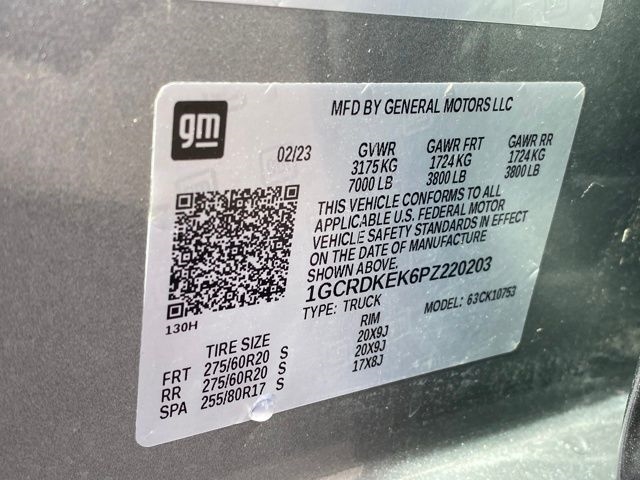 gm
MFD BY GENERAL MOTORS LLC
02/23
GVWR
3175 KG
7000 LB
GAWR FRT
1724 KG
3800 LB
GAWR RR
1724 KG
3800 LB
THIS VEHICLE CONFORMS TO ALL
APPLICABLE U.S. FEDERAL MOTOR
VEHICLE SAFETY STANDARDS IN EFFECT
ON THE DATE OF MANUFACTURE
SHOWN ABOVE.
1GCRDKEK6PZ220203
TYPE: TRUCK
MODEL: 63CK10753
130H
TIRE SIZE
RIM
FRT 275/60R20 S 20X9J
RR 275/60R20 S 20X9J
SPA 255/80R17 S 17X8J